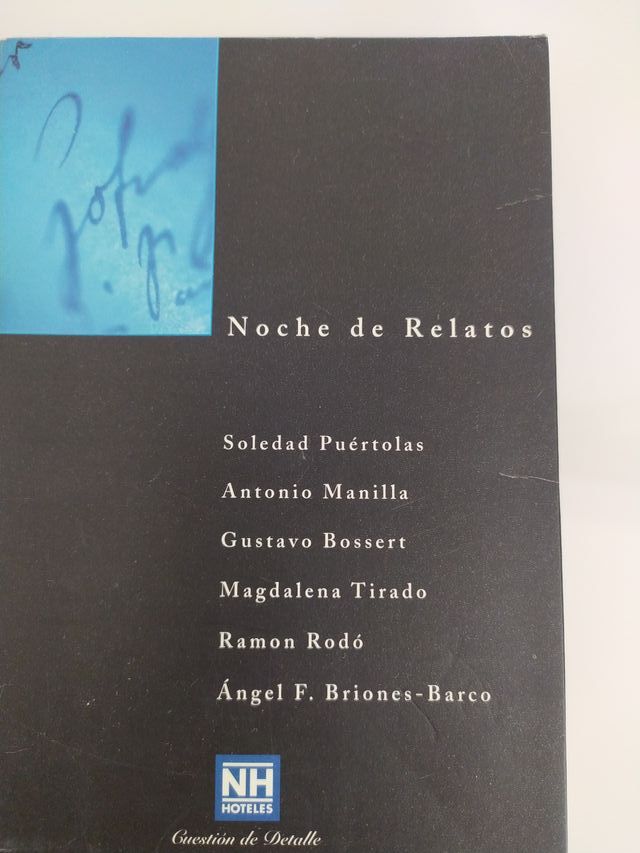 Noche de Relatos
Soledad Puértolas
Antonio Manilla
Gustavo Bossert
Magdalena Tirado
Ramon Rodó
Ángel F. Briones-Barco
NH
HOTELES
Cuestión de Detalle